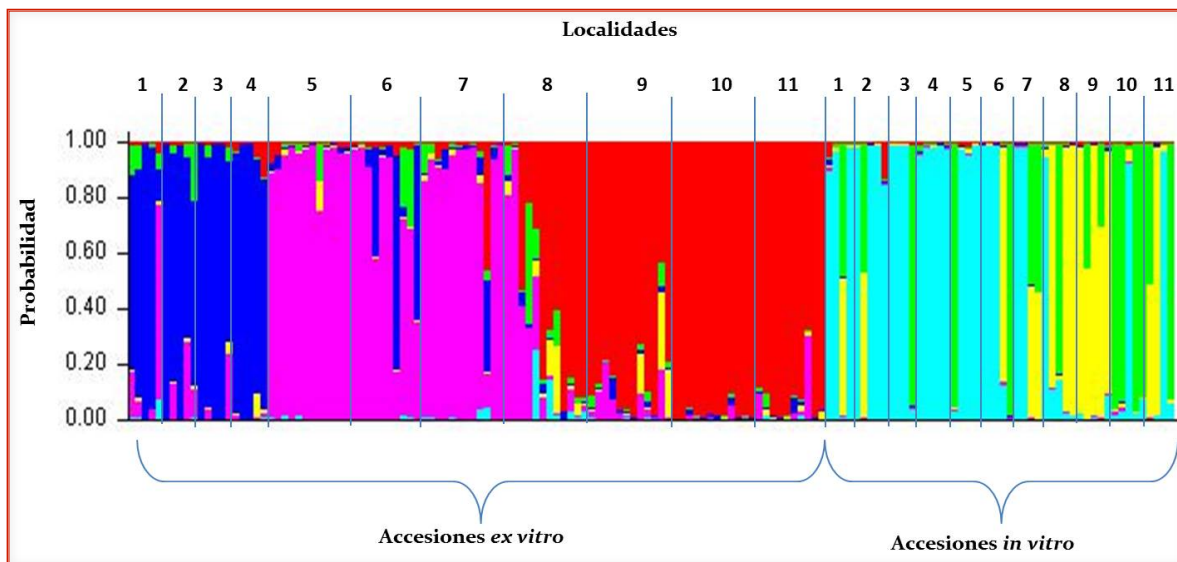 Localidades
1 2 3 4 5 6 7 8 9 10 11 1 2 3 4 5 6 7 8 9 10 11
Probabilidad
1.00
0.80
0.60
0.40
0.20
0.00
Accesiones ex vitro
Accesiones in vitro